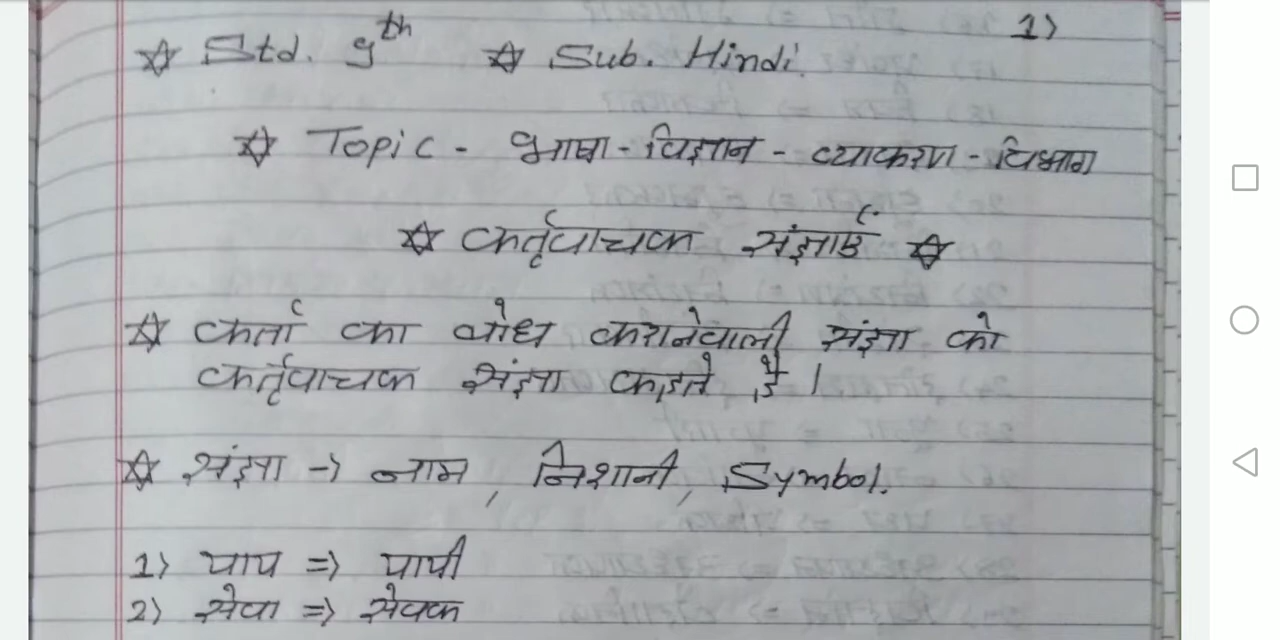 1)
☆ Std. 9th ☆ Sub. Hindi.
☆ Topic - भाषा - विज्ञान - व्याकरण - विभाग
☆ कर्तृवाचक संज्ञाएँ ☆
☆ कर्ता का बोध करानेवाली संज्ञा को
कर्तृवाचक संज्ञा कहते है ।
☆ संज्ञा -> नाम, निशानी, Symbol.
1) पाप => पापी
2) सेवा => सेवक